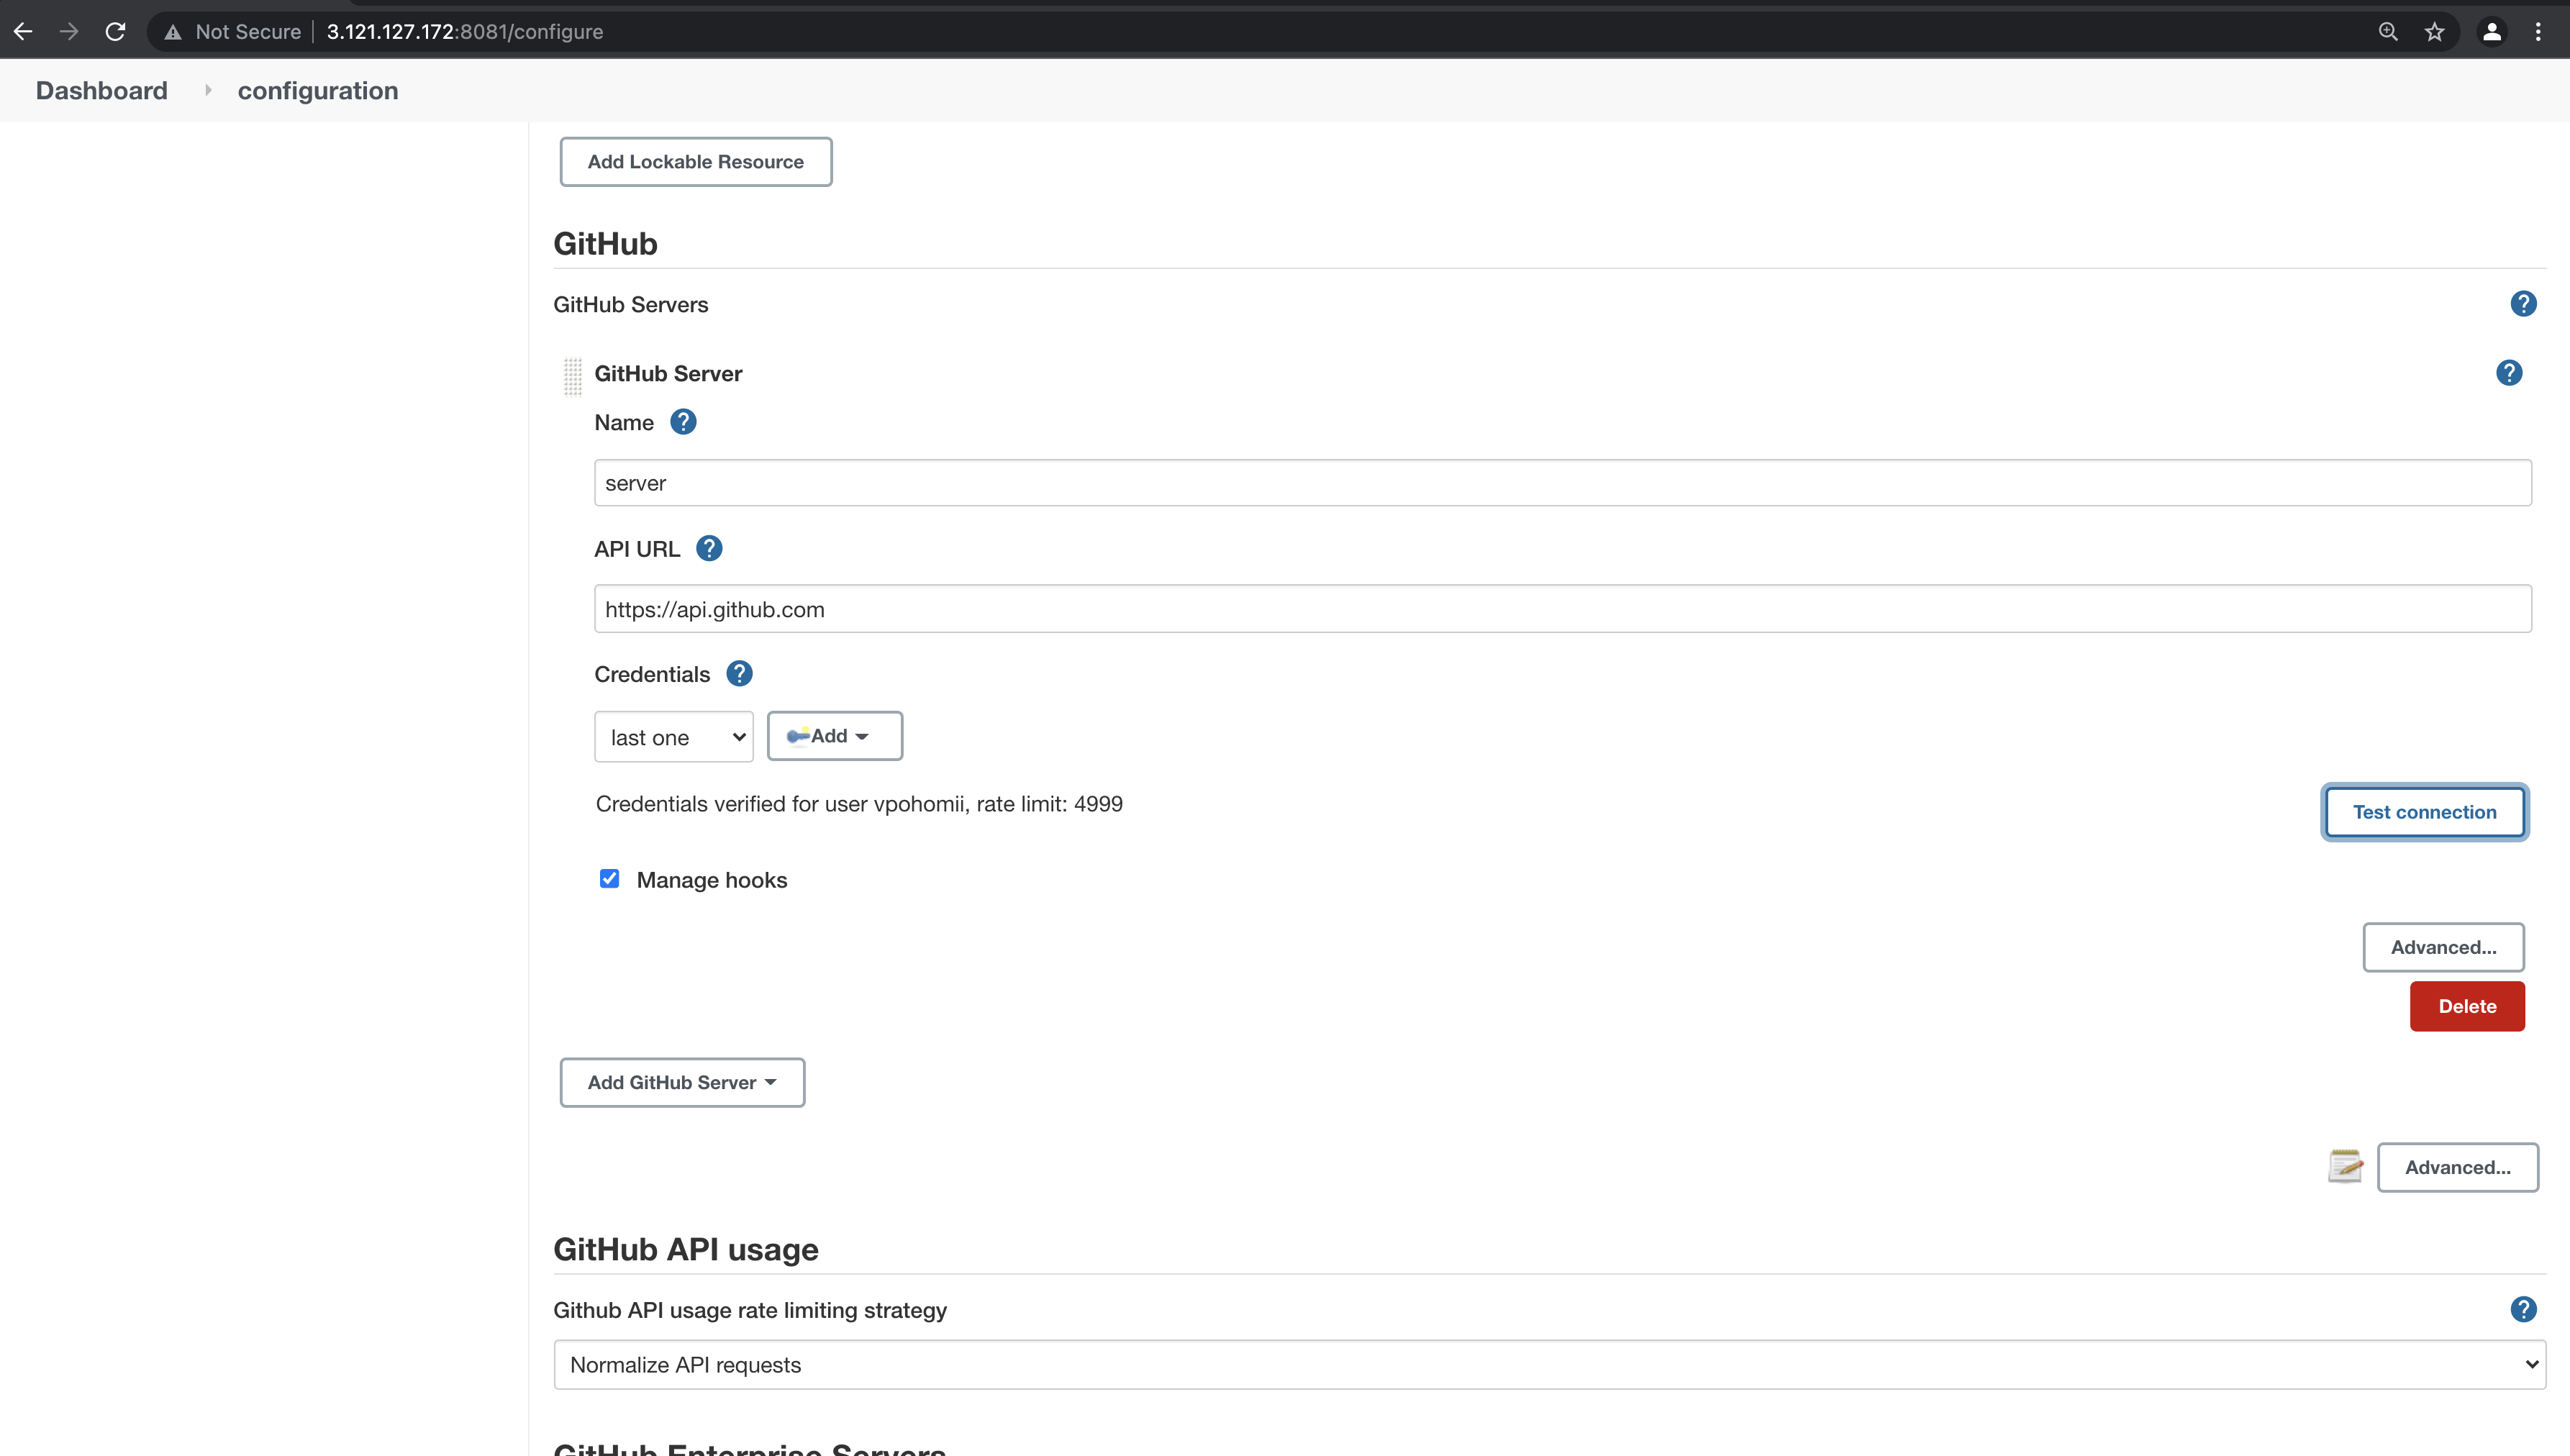 Not Secure 3.121.127.172:8081/configure
Dashboard configuration
Add Lockable Resource
GitHub
GitHub Servers ?
GitHub Server ?
Name ?
server
API URL ?
https://api.github.com
Credentials ?
last one Add
Credentials verified for user vpohomii, rate limit: 4999
Test connection
Manage hooks
Advanced...
Delete
Add GitHub Server
Advanced...
GitHub API usage
Github API usage rate limiting strategy ?
Normalize API requests
GitHub Enterprise Servers